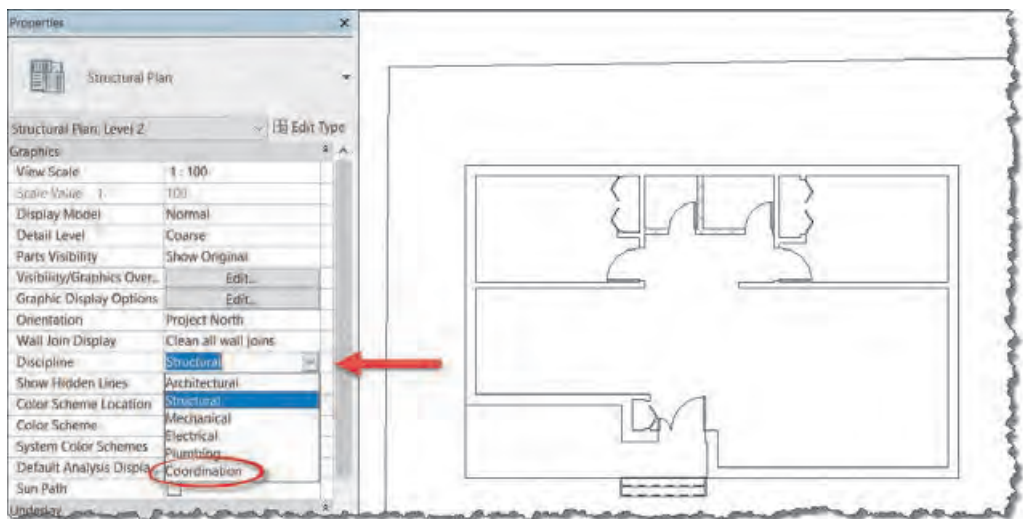 Properties ×
Structural Plan
Structural Plan: Level 2 Edit Type
Graphics
View Scale 1 : 100
Scale Value 1: 100
Display Model Normal
Detail Level Coarse
Parts Visibility Show Original
Visibility/Graphics Over... Edit...
Graphic Display Options Edit...
Orientation Project North
Wall Join Display Clean all wall joins
Discipline Structural
Show Hidden Lines Architectural
Color Scheme Location Structural
Color Scheme Mechanical
Electrical
System Color Schemes Plumbing
Default Analysis Displa... Coordination
Sun Path
Underlay